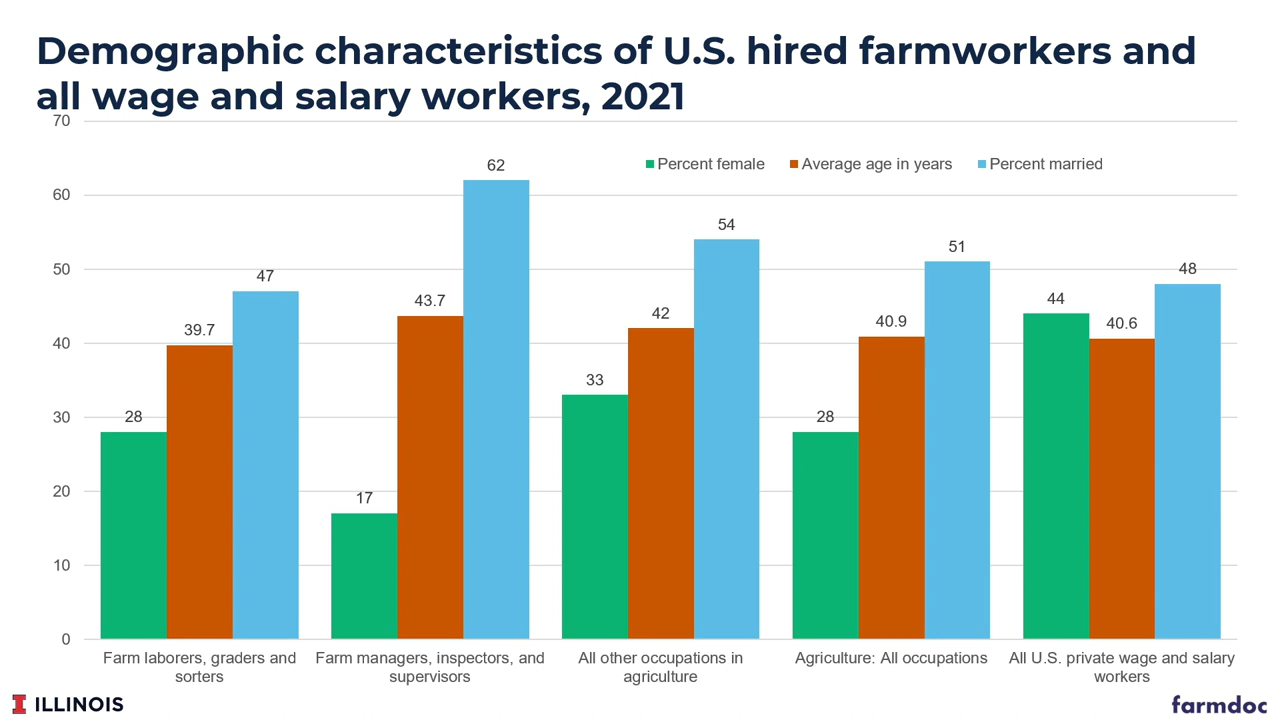 Demographic characteristics of U.S. hired farmworkers and
all wage and salary workers, 2021
Percent female Average age in years Percent married
70
60
50
40
30
20
10
0
28
39.7
47
17
43.7
62
33
42
54
28
40.9
51
44
40.6
48
Farm laborers, graders and
sorters
Farm managers, inspectors, and
supervisors
All other occupations in
agriculture
Agriculture: All occupations
All U.S. private wage and salary
workers
I ILLINOIS
farmdoc